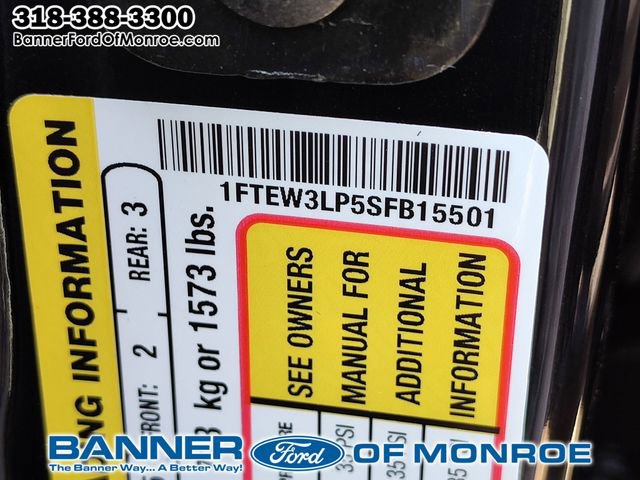 318-388-3300
BannerFordOfMonroe.com
1FTEW3LP5SFB15501
ING INFORMATION
FRONT: 2 REAR: 3
kg or 1573 lbs.
SEE OWNERS
MANUAL FOR
ADDITIONAL
INFORMATION
BANNER Ford OF MONROE
The Banner Way... A Better Way!